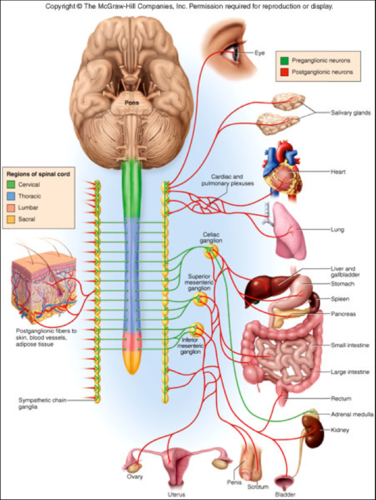 Copyright © The McGraw-Hill Companies, Inc. Permission required for reproduction or display.
Eye
Preganglionic neurons
Postganglionic neurons
Pons
Salivary glands
Regions of spinal cord
Cervical
Thoracic
Lumbar
Sacral
Cardiac and
pulmonary plexuses
Heart
Lung
Celiac
ganglion
Superior
mesenteric
ganglion
Liver and
gallbladder
Stomach
Spleen
Pancreas
Postganglionic fibers to
skin, blood vessels,
adipose tissue
Inferior
mesenteric
ganglion
Small intestine
Large intestine
Rectum
Sympathetic chain
ganglia
Adrenal medulla
Kidney
Ovary
Uterus
Penis
Scrotum
Bladder